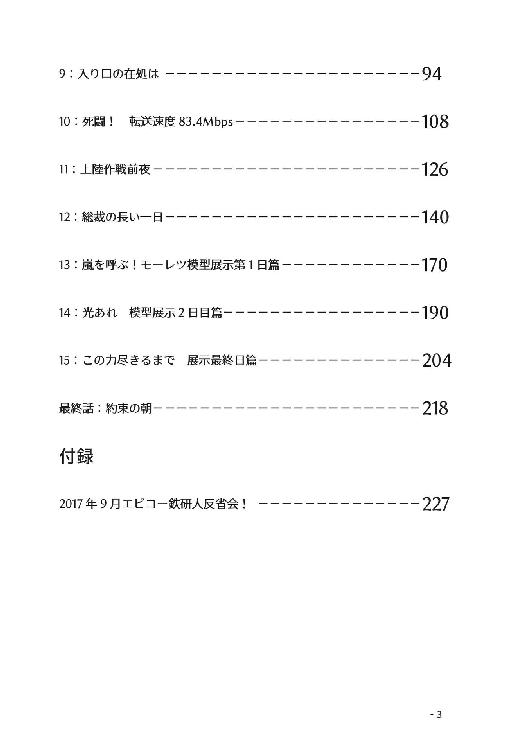 9：入り口の在処は －－－－－－－－－－－－－－－－－－－－－－94
10：死闘！　転送速度 83.4Mbps－－－－－－－－－－－－－－－－108
11：上陸作戦前夜－－－－－－－－－－－－－－－－－－－－－－－126
12：総裁の長い一日－－－－－－－－－－－－－－－－－－－－－－140
13：嵐を呼ぶ！モーレツ模型展示第１日篇－－－－－－－－－－－－170
14：光あれ　模型展示２日目篇－－－－－－－－－－－－－－－－－190
15：この力尽きるまで　展示最終日篇－－－－－－－－－－－－－－204
最終話：約束の朝－－－－－－－－－－－－－－－－－－－－－－－218
付録
2017 年 9 月エビコー鉄研大反省会！ －－－－－－－－－－－－－－227
- 3